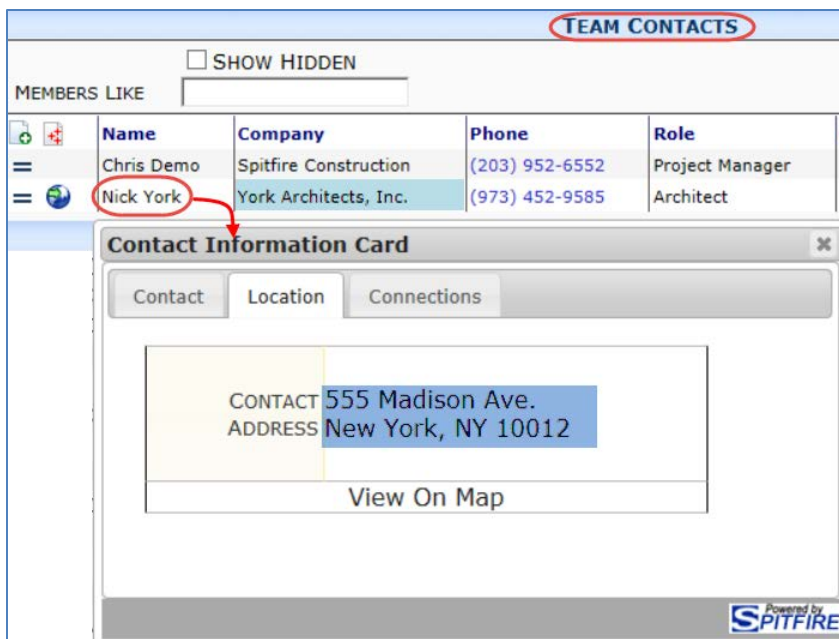 TEAM CONTACTS
SHOW HIDDEN
MEMBERS LIKE
Name Company Phone Role
Chris Demo Spitfire Construction (203) 952-6552 Project Manager
Nick York York Architects, Inc. (973) 452-9585 Architect
Contact Information Card
Contact Location Connections
CONTACT 555 Madison Ave.
ADDRESS New York, NY 10012
View On Map
Powered by
SPITFIRE